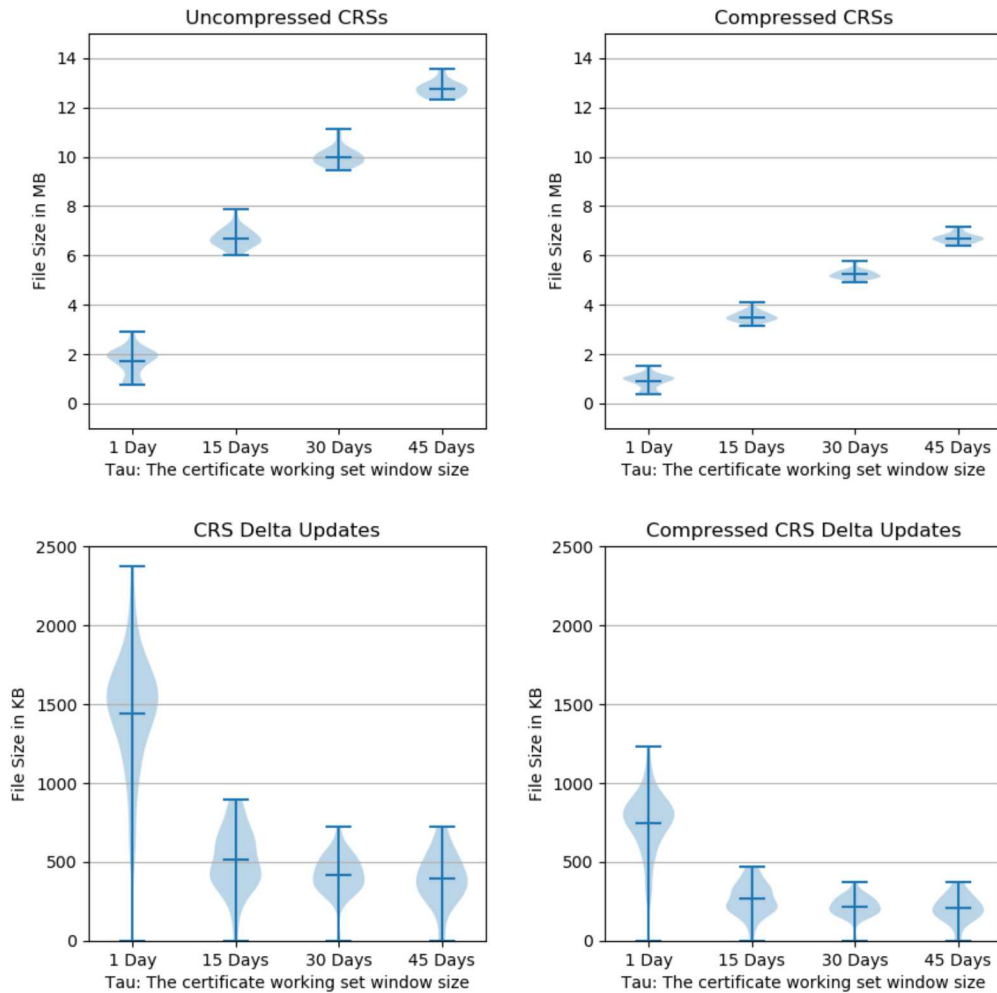 Uncompressed CRSs
File Size in MB
14
12
10
8
6
4
2
0
1 Day 15 Days 30 Days 45 Days
Tau: The certificate working set window size
Compressed CRSs
File Size in MB
14
12
10
8
6
4
2
0
1 Day 15 Days 30 Days 45 Days
Tau: The certificate working set window size
CRS Delta Updates
File Size in KB
2500
2000
1500
1000
500
0
1 Day 15 Days 30 Days 45 Days
Tau: The certificate working set window size
Compressed CRS Delta Updates
File Size in KB
2500
2000
1500
1000
500
0
1 Day 15 Days 30 Days 45 Days
Tau: The certificate working set window size